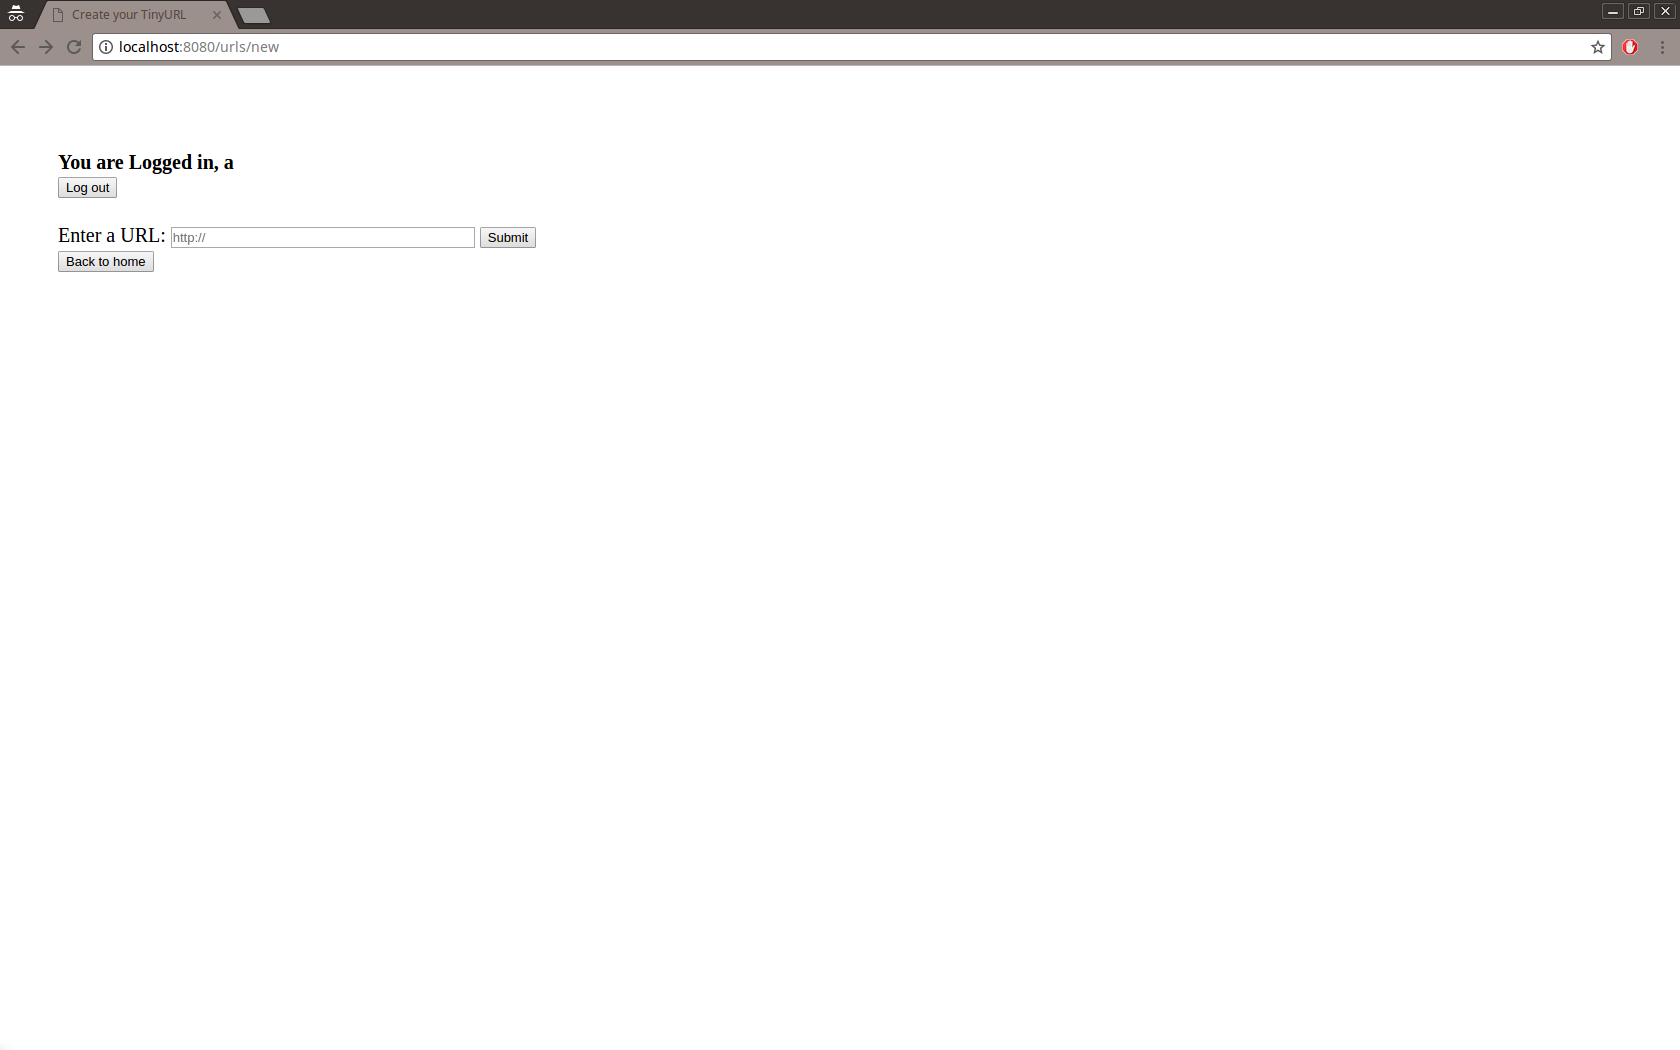 Create your TinyURL
localhost:8080/urls/new
You are Logged in, a
Log out
Enter a URL: http:// Submit
Back to home